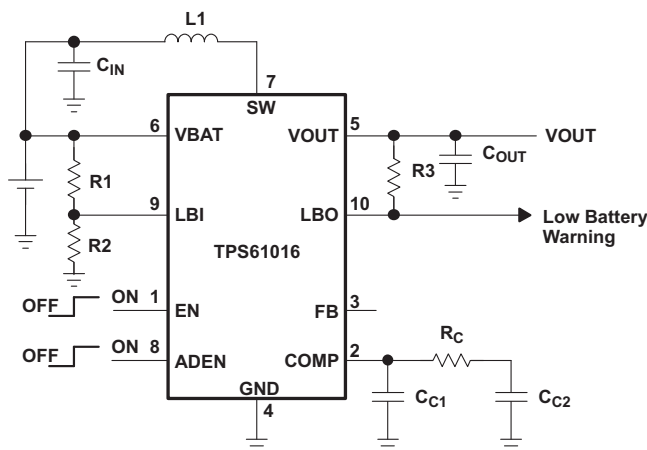 L1
CIN
7
SW
6 VBAT VOUT 5 VOUT
COUT
R1 R3
9 LBI LBO 10 Low Battery Warning
R2 TPS61016
OFF ON 1 EN FB 3
RC
OFF ON 8 ADEN COMP 2
GND
4
CC1 CC2